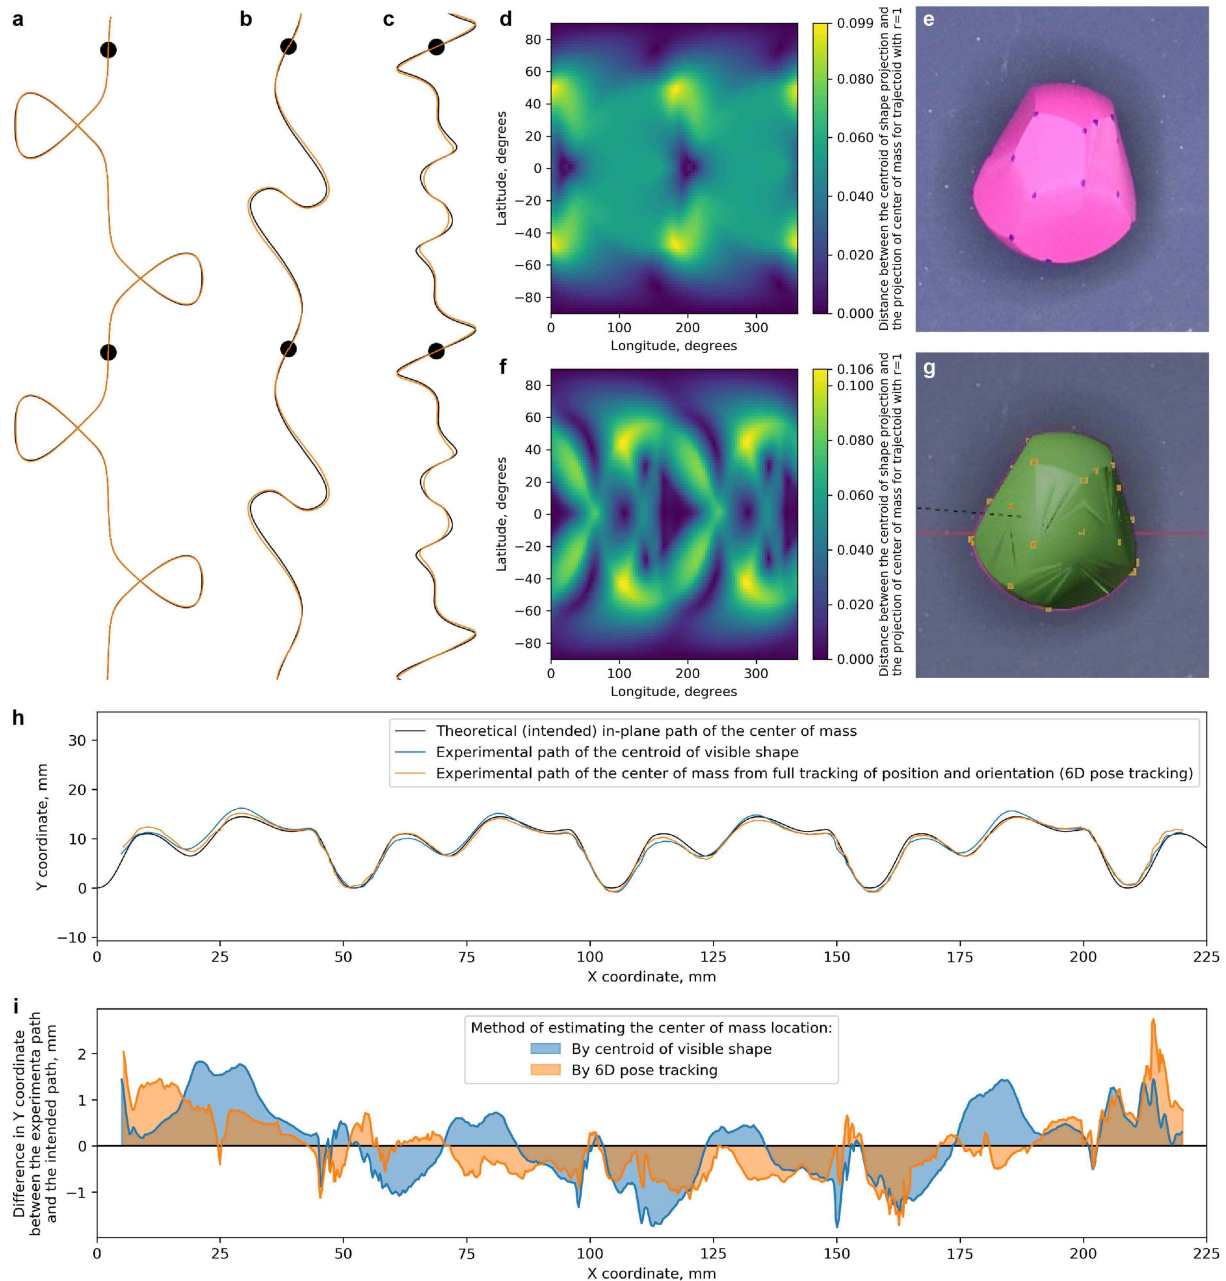 a
b
c
d
80
60
40
20
0
−20
−40
−60
−80
0
100
200
300
Latitude, degrees
Longitude, degrees
0.099
0.080
0.060
0.040
0.020
0.000
Distance between the centroid of shape projection and
the projection of center of mass for trajectoid with r=1
e
f
80
60
40
20
0
−20
−40
−60
−80
0
100
200
300
Latitude, degrees
Longitude, degrees
0.106
0.100
0.080
0.060
0.040
0.020
0.000
Distance between the centroid of shape projection and
the projection of center of mass for trajectoid with r=1
g
h
Theoretical (intended) in-plane path of the center of mass
Experimental path of the centroid of visible shape
Experimental path of the center of mass from full tracking of position and orientation (6D pose tracking)
30
20
10
0
−10
Y coordinate, mm
0
25
50
75
100
125
150
175
200
225
X coordinate, mm
i
Method of estimating the center of mass location:
By centroid of visible shape
By 6D pose tracking
2
1
0
−1
Difference in Y coordinate
between the experimenta path
and the intended path, mm
0
25
50
75
100
125
150
175
200
225
X coordinate, mm